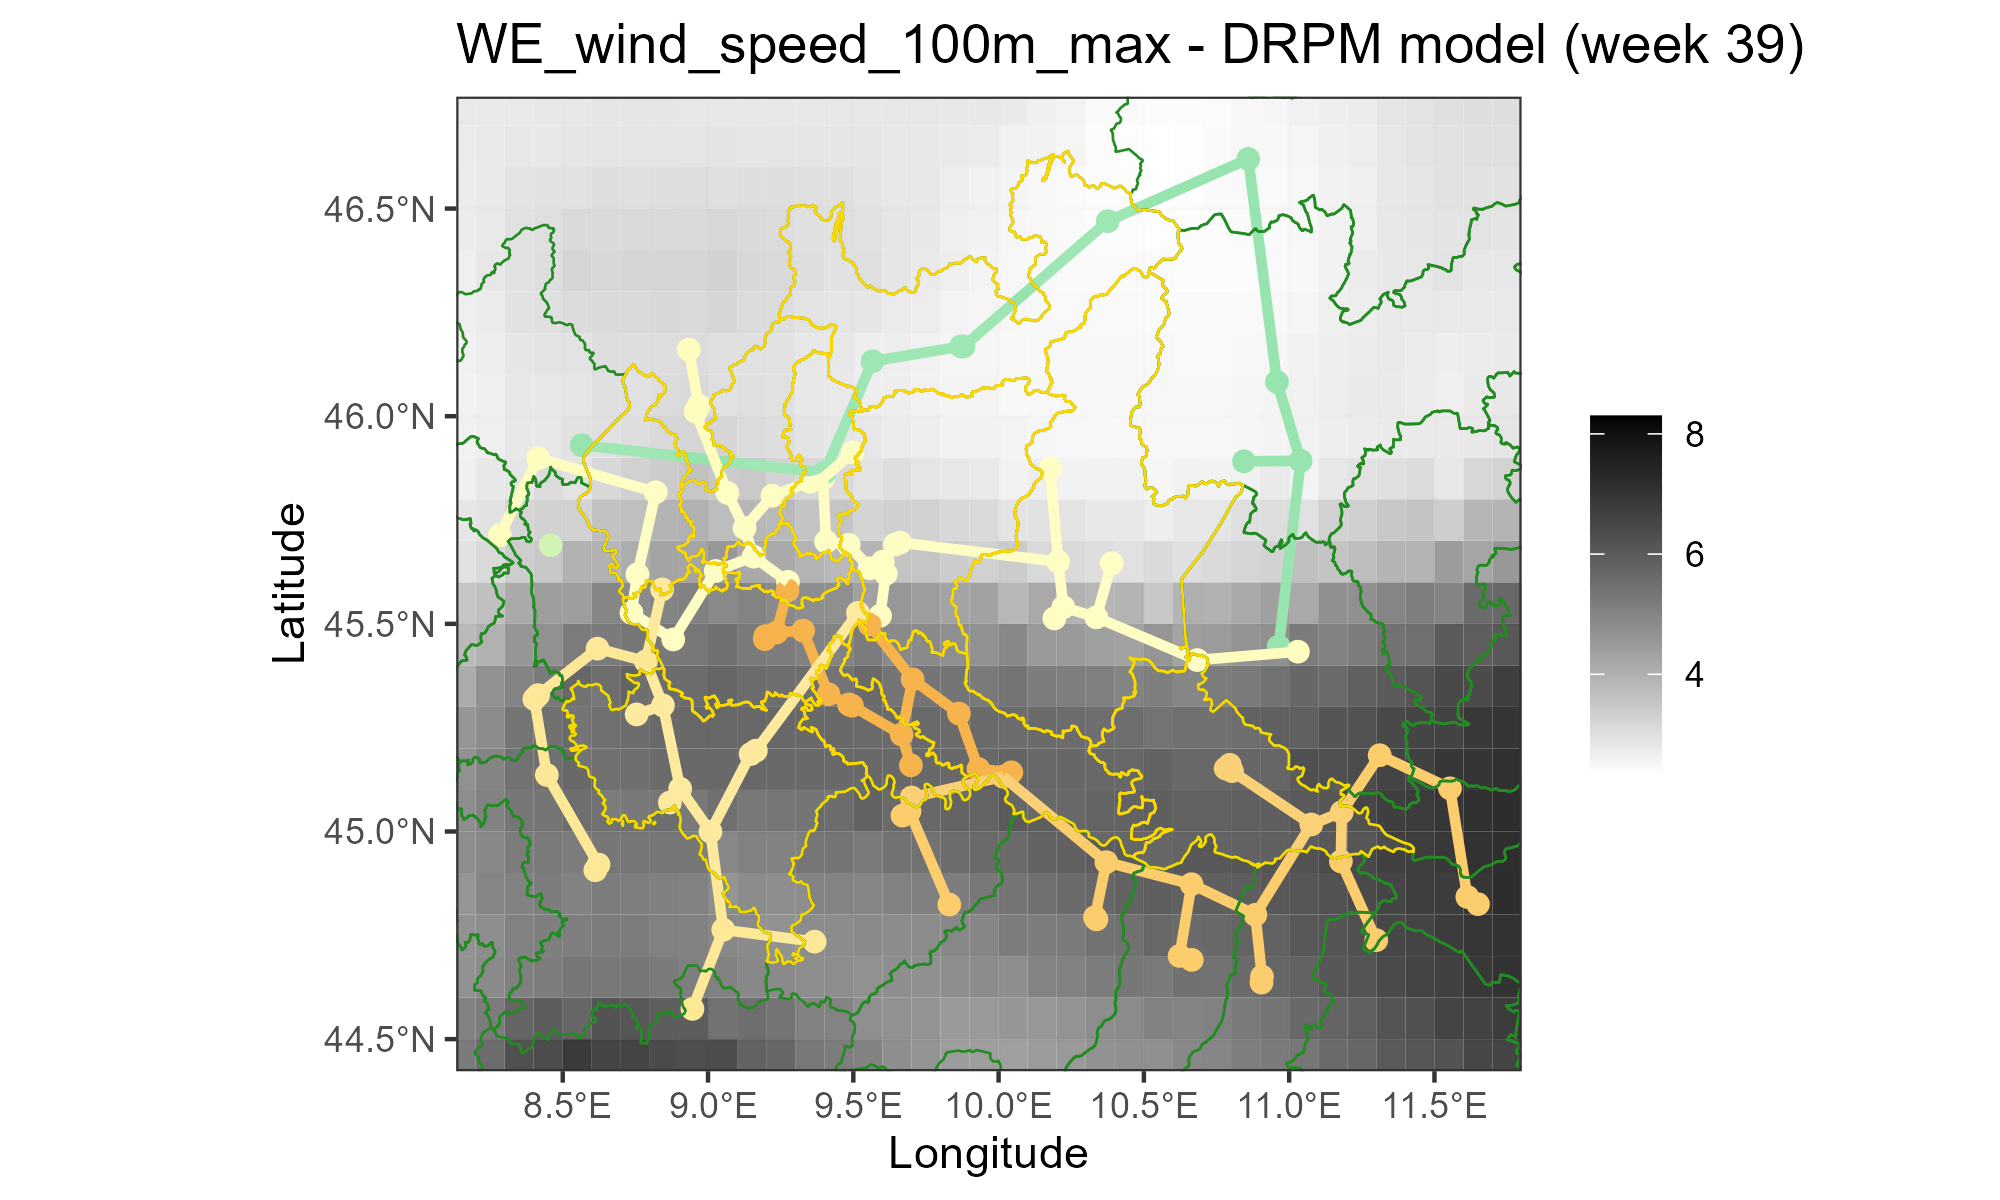 WE_wind_speed_100m_max - DRPM model (week 39)
46.5°N
46.0°N
45.5°N
45.0°N
44.5°N
Latitude
8.5°E 9.0°E 9.5°E 10.0°E 10.5°E 11.0°E 11.5°E
Longitude
8
6
4